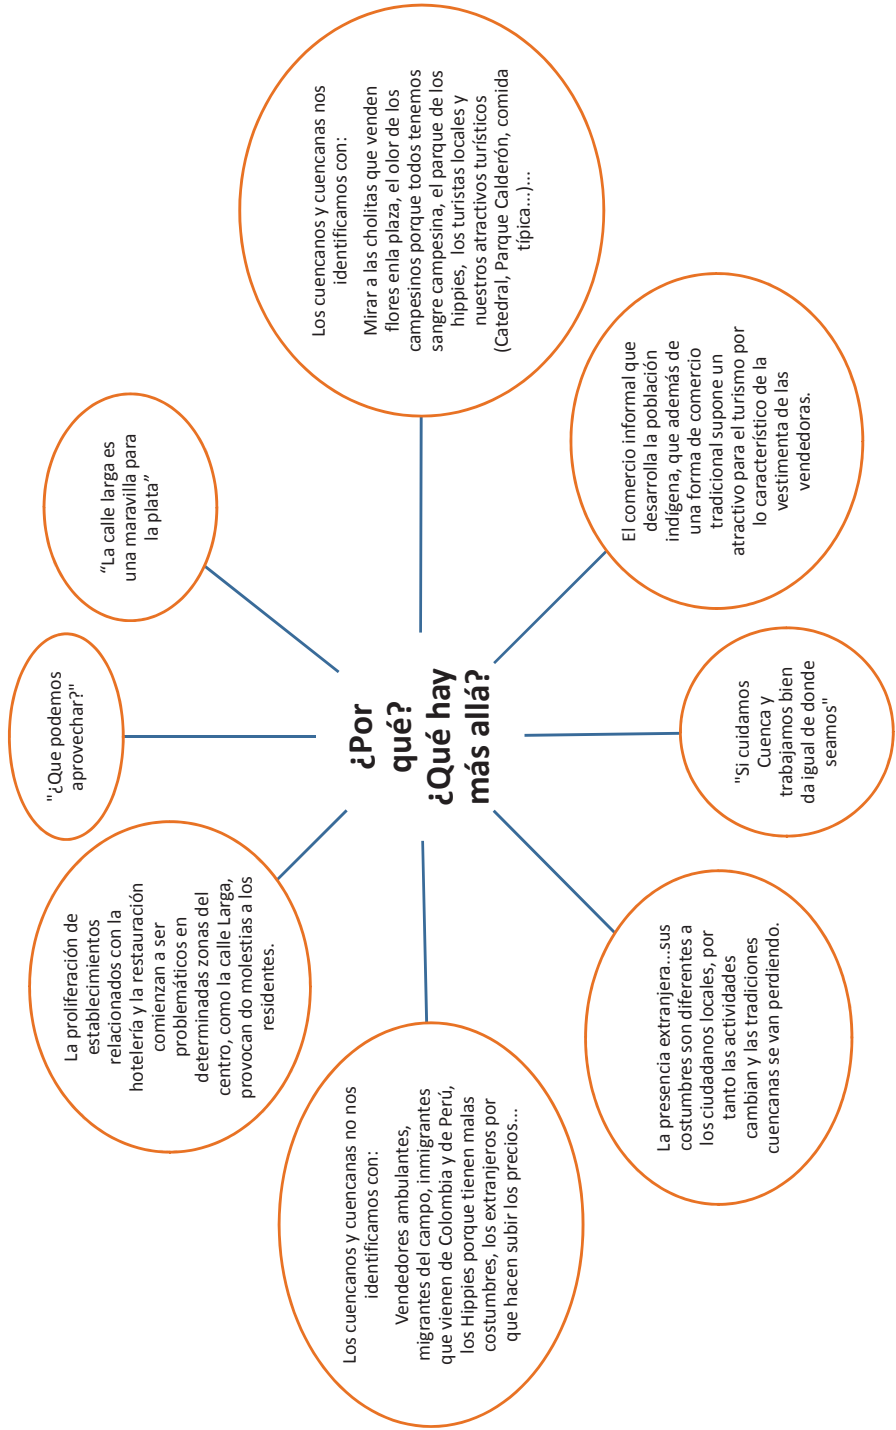 ¿Por
qué?
¿Qué hay
más allá?
"¿Que podemos
aprovechar?"
“La calle larga es
una maravilla para
la plata”
Los cuencanos y cuencanas nos
identificamos con:
Mirar a las cholitas que venden
flores enla plaza, el olor de los
campesinos porque todos tenemos
sangre campesina, el parque de los
hippies, los turistas locales y
nuestros atractivos turísticos
(Catedral, Parque Calderón, comida
típica...)...
El comercio informal que
desarrolla la población
indígena, que además de
una forma de comercio
tradicional supone un
atractivo para el turismo por
lo característico de la
vestimenta de las
vendedoras.
"Si cuidamos
Cuenca y
trabajamos bien
da igual de donde
seamos"
La presencia extranjera...sus
costumbres son diferentes a
los ciudadanos locales, por
tanto las actividades
cambian y las tradiciones
cuencanas se van perdiendo.
Los cuencanos y cuencanas no nos
identificamos con:
Vendedores ambulantes,
migrantes del campo, inmigrantes
que vienen de Colombia y de Perú,
los Hippies porque tienen malas
costumbres, los extranjeros por
que hacen subir los precios...
La proliferación de
establecimientos
relacionados con la
hotelería y la restauración
comienzan a ser
problemáticos en
determinadas zonas del
centro, como la calle Larga,
provocan do molestias a los
residentes.